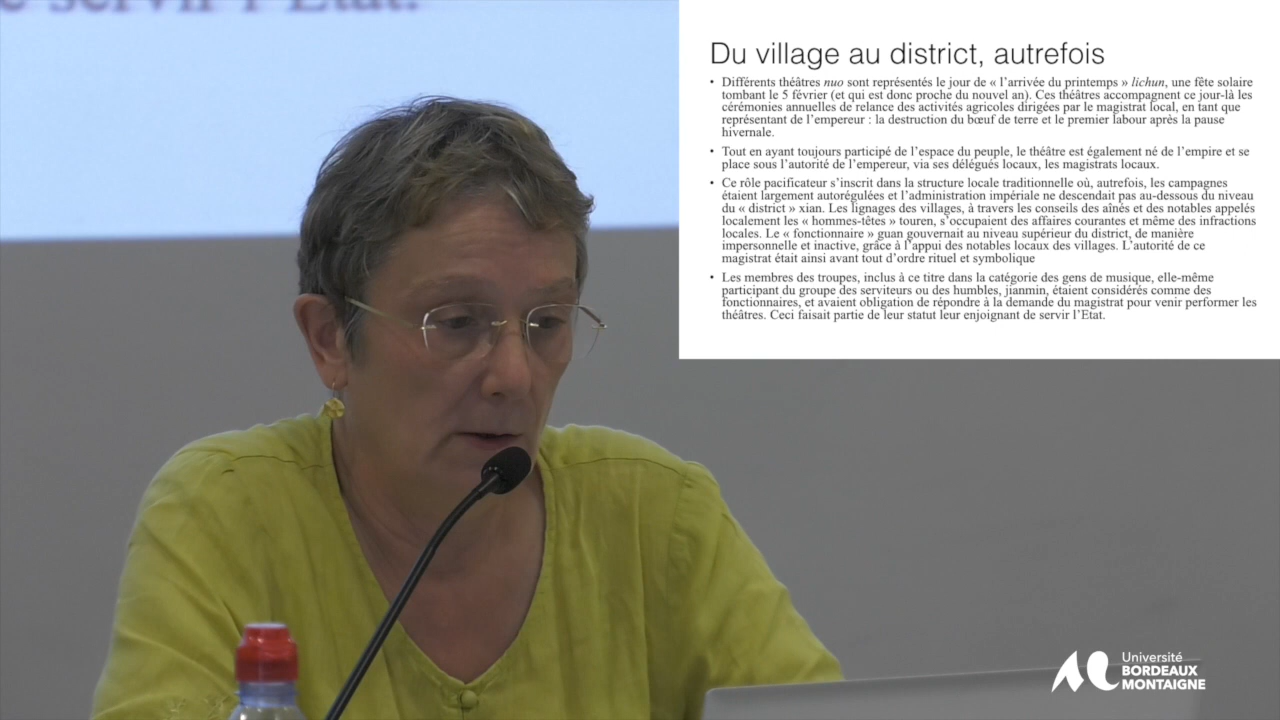 e servir l'Etat.
Du village au district, autrefois
• Différents théâtres nuo sont représentés le jour de « l'arrivée du printemps » lichun, une fête solaire
tombant le 5 février (et qui est donc proche du nouvel an). Ces théâtres accompagnent ce jour-là les
cérémonies annuelles de relance des activités agricoles dirigées par le magistrat local, en tant que
représentant de l'empereur : la destruction du bœuf de terre et le premier labour après la pause
hivernale.
• Tout en ayant toujours participé de l'espace du peuple, le théâtre est également né de l'empire et se
place sous l'autorité de l'empereur, via ses délégués locaux, les magistrats locaux.
• Ce rôle pacificateur s'inscrit dans la structure locale traditionnelle où, autrefois, les campagnes
étaient largement autorégulées et l'administration impériale ne descendait pas au-dessous du niveau
du « district » xian. Les lignages des villages, à travers les conseils des aînés et des notables appelés
localement les « hommes-têtes » touren, s'occupaient des affaires courantes et même des infractions
locales. Le « fonctionnaire » guan gouvernait au niveau supérieur du district, de manière
impersonnelle et inactive, grâce à l'appui des notables locaux des villages. L'autorité de ce
magistrat était ainsi avant tout d'ordre rituel et symbolique
• Les membres des troupes, inclus à ce titre dans la catégorie des gens de musique, elle-même
participant du groupe des serviteurs ou des humbles, jianmin, étaient considérés comme des
fonctionnaires, et avaient obligation de répondre à la demande du magistrat pour venir performer les
théâtres. Ceci faisait partie de leur statut leur enjoignant de servir l'Etat.
Université
BORDEAUX
MONTAIGNE